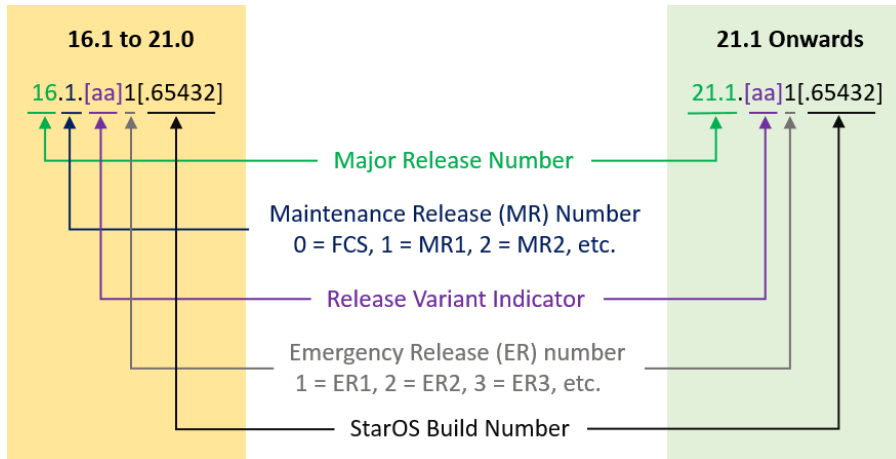 16.1 to 21.0
21.1 Onwards
16.1.[aa]1[.65432]
21.1.[aa]1[.65432]
Major Release Number
Maintenance Release (MR) Number
0 = FCS, 1 = MR1, 2 = MR2, etc.
Release Variant Indicator
Emergency Release (ER) number
1 = ER1, 2 = ER2, 3 = ER3, etc.
StarOS Build Number